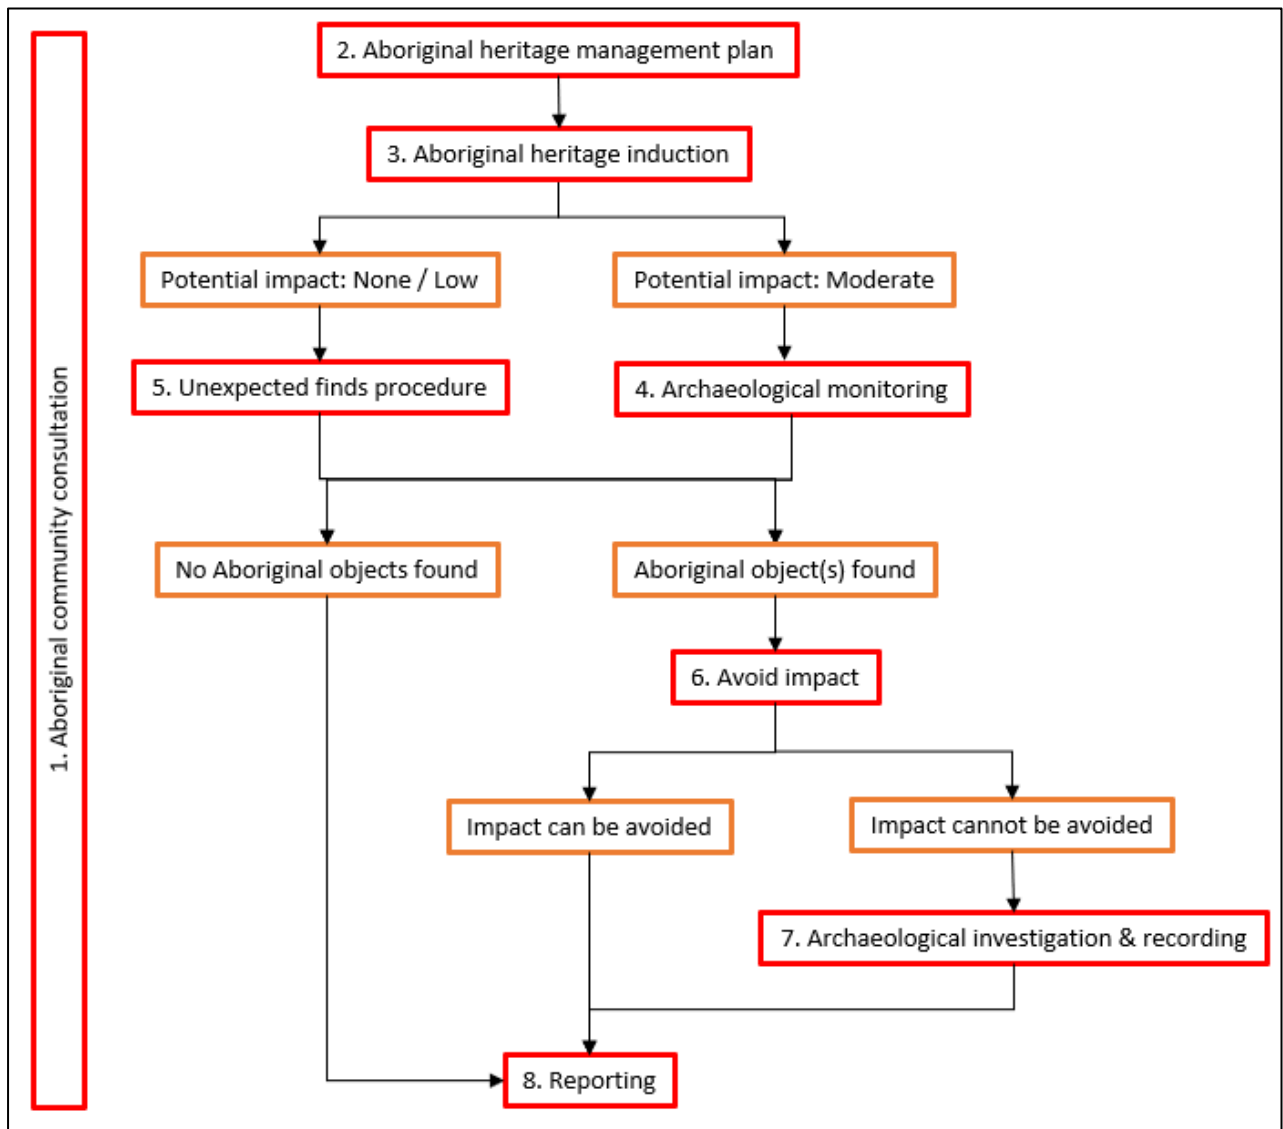 1. Aboriginal community consultation
2. Aboriginal heritage management plan
3. Aboriginal heritage induction
Potential impact: None / Low
Potential impact: Moderate
5. Unexpected finds procedure
4. Archaeological monitoring
No Aboriginal objects found
Aboriginal object(s) found
6. Avoid impact
Impact can be avoided
Impact cannot be avoided
7. Archaeological investigation & recording
8. Reporting